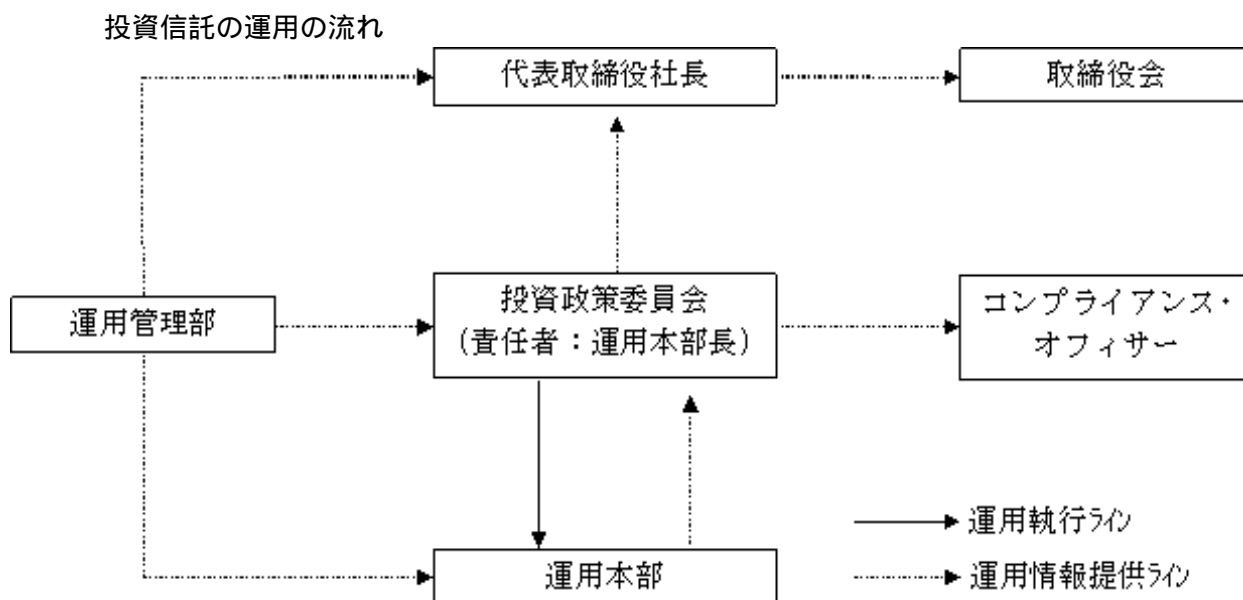 投資信託の運用の流れ
代表取締役社長
取締役会
運用管理部
投資政策委員会
(責任者：運用本部長)
コンプライアンス・
オフィサー
運用本部
運用執行ﾗｲﾝ
運用情報提供ﾗｲﾝ